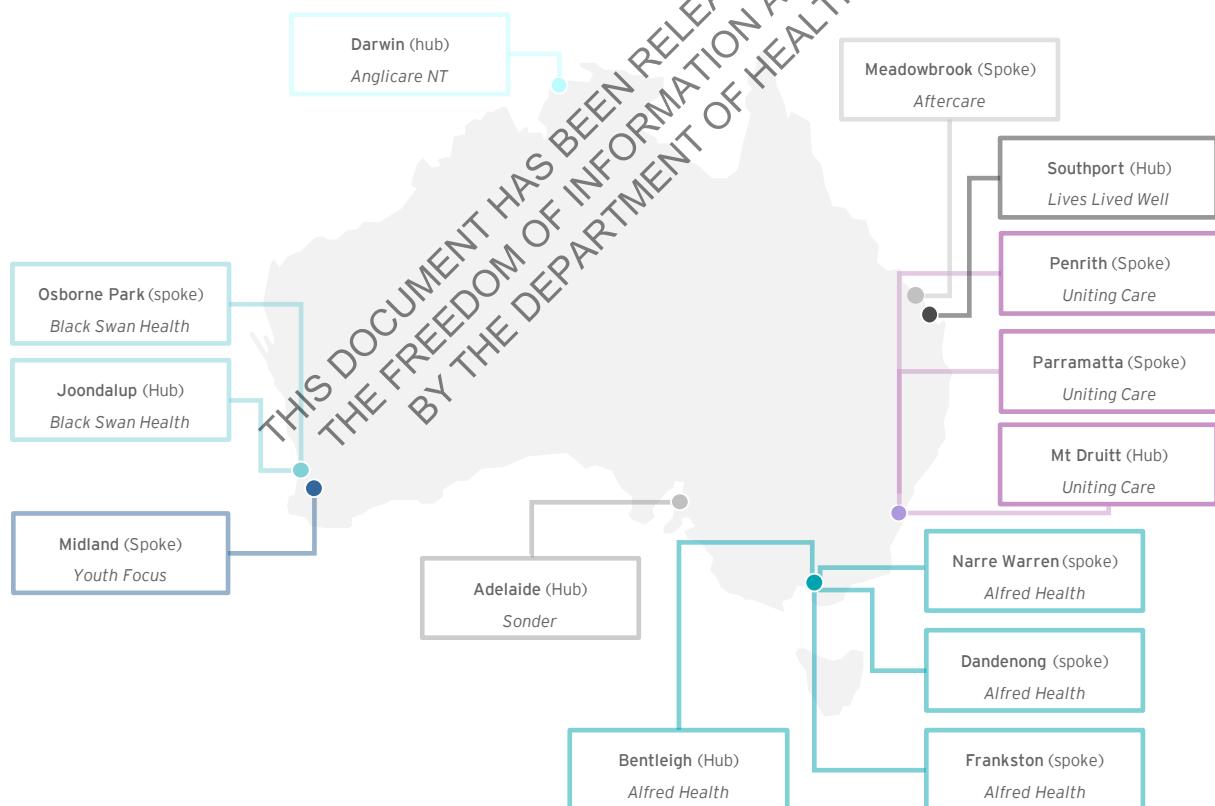 Darwin (hub)
Anglicare NT
Meadowbrook (Spoke)
Aftercare
Southport (Hub)
Lives Lived Well
Penrith (Spoke)
Uniting Care
Osborne Park (spoke)
Black Swan Health
Parramatta (Spoke)
Uniting Care
Joondalup (Hub)
Black Swan Health
Mt Druitt (Hub)
Uniting Care
Midland (Spoke)
Youth Focus
Adelaide (Hub)
Sonder
Narre Warren (spoke)
Alfred Health
Dandenong (spoke)
Alfred Health
Bentleigh (Hub)
Alfred Health
Frankston (spoke)
Alfred Health
THIS DOCUMENT HAS BEEN
THE FREEDOM OF INFORMATION
BY THE DEPARTMENT OF